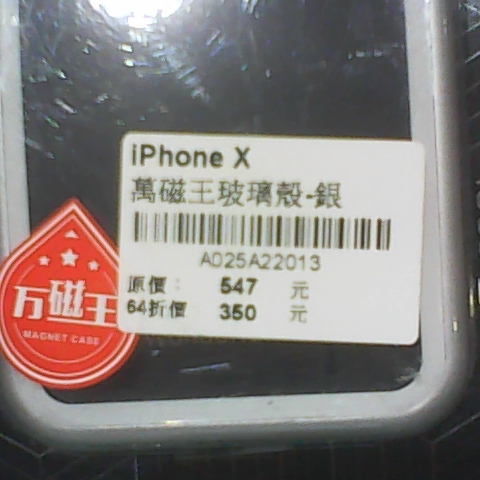 iPhone X
萬磁王玻璃殼-銀
A025A22013
原價: 547 元
64折價 350 元
万磁王
MAGNET CASE